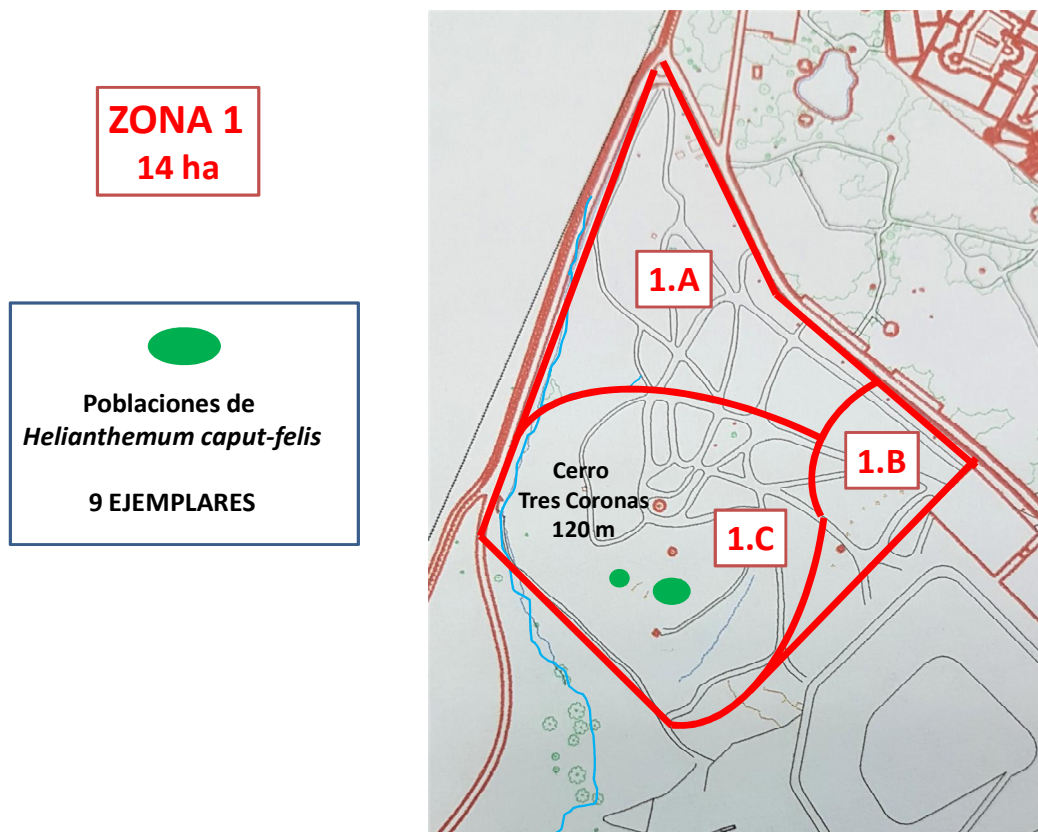 ZONA 1
14 ha
Poblaciones de
Helianthemum caput-felis
9 EJEMPLARES
1.A
1.B
Cerro
Tres Coronas
120 m
1.C